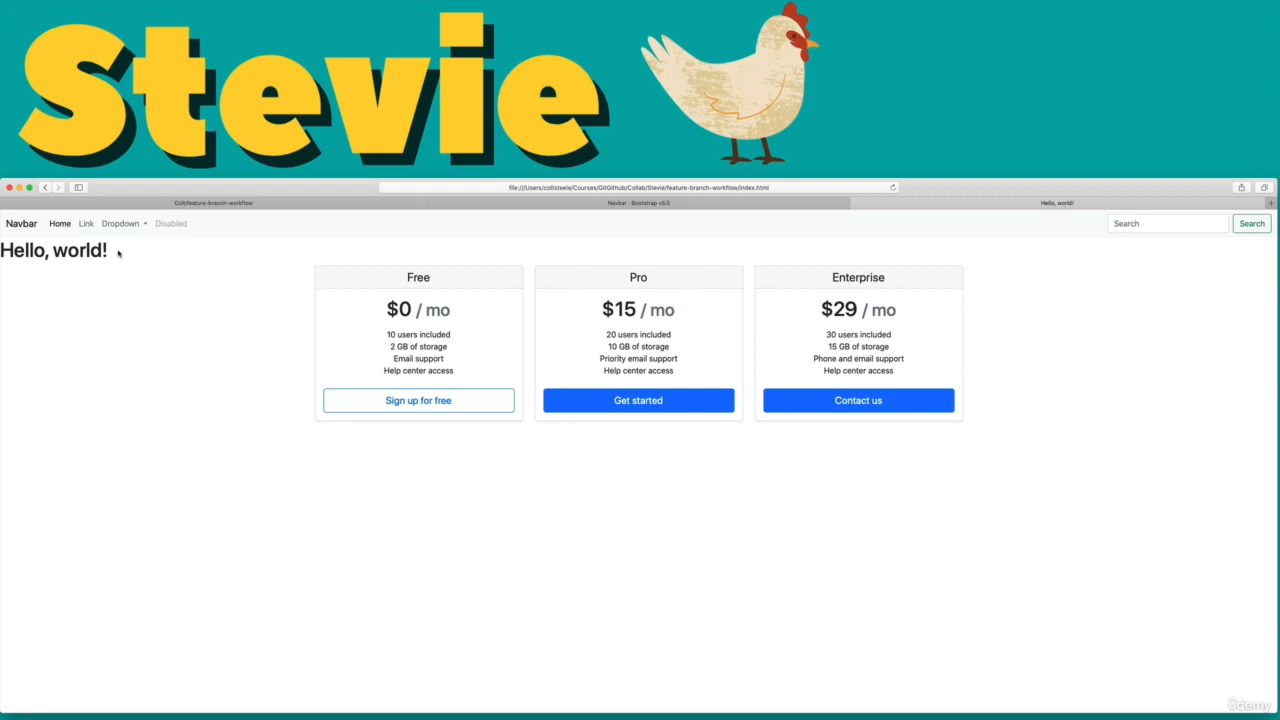 Stevie
file:///Users/coltsteele/Courses/GitGithub/Collab/Stevie/feature-branch-workflow/index.html
Colt/feature-branch-workflow
Navbar · Bootstrap v5.0
Hello, world!
Navbar Home Link Dropdown Disabled
Search Search
Hello, world!
Free
$0 / mo
10 users included
2 GB of storage
Email support
Help center access
Sign up for free
Pro
$15 / mo
20 users included
10 GB of storage
Priority email support
Help center access
Get started
Enterprise
$29 / mo
30 users included
15 GB of storage
Phone and email support
Help center access
Contact us
ûdemy